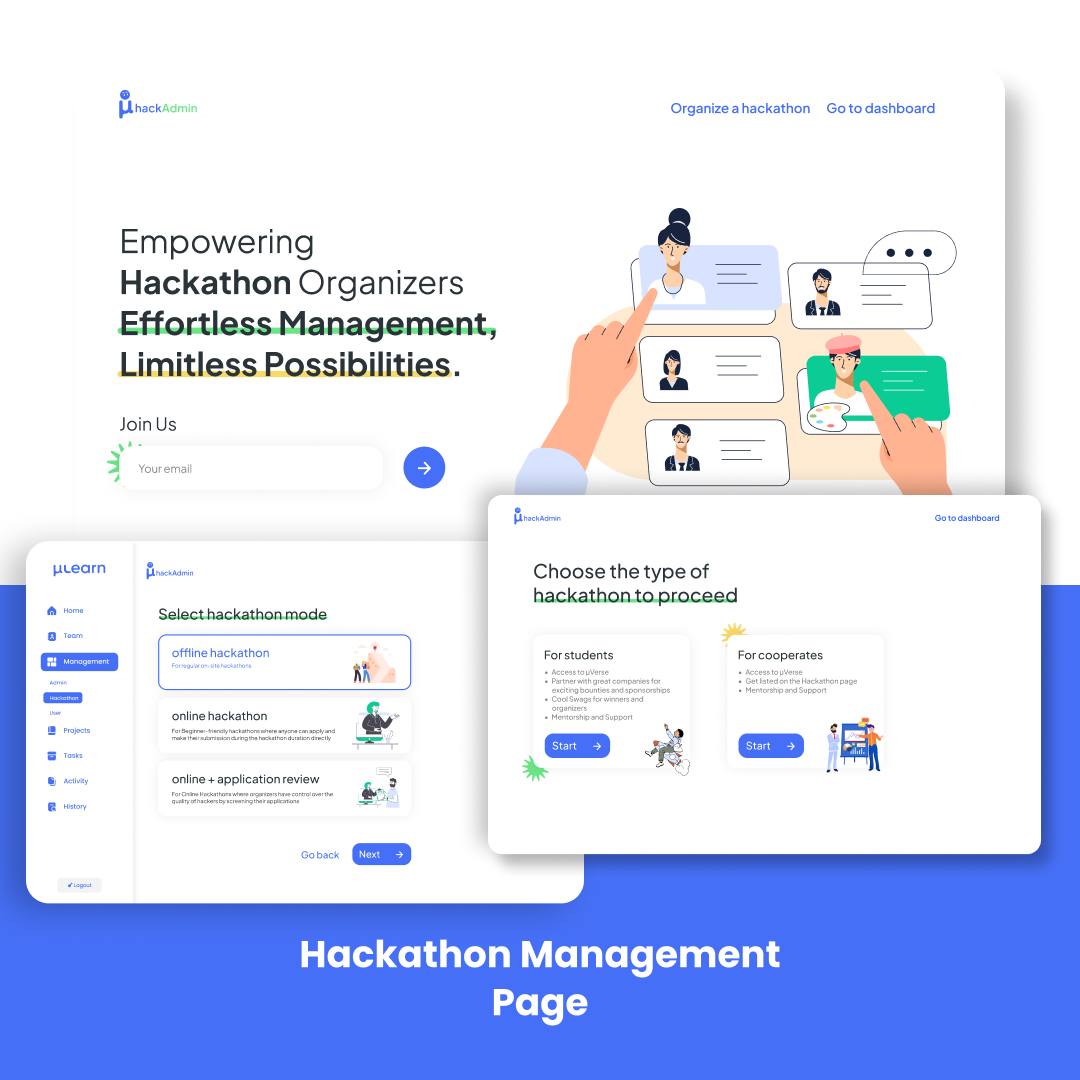 μ hackAdmin
Organize a hackathon
Go to dashboard
Empowering
Hackathon Organizers
Effortless Management,
Limitless Possibilities.
Join Us
Your email
μLearn
Home
Team
Management
Admin
Hackathon
User
Projects
Tasks
Activity
History
Logout
μ hackAdmin
Select hackathon mode
offline hackathon
For regular on-site hackathons
online hackathon
For Beginner-friendly hackathons where anyone can apply and
make their submission during the hackathon duration directly
online + application review
For Online Hackathons where organizers have control over the
quality of hackers by screening their applications
Go back
Next
μ hackAdmin
Go to dashboard
Choose the type of
hackathon to proceed
For students
• Access to μVerse
• Partner with great companies for
exciting bounties and sponsorships
• Cool Swags for winners and
organizers
• Mentorship and Support
Start
For cooperates
• Access to μVerse
• Get listed on the Hackathon page
• Mentorship and Support
Start
Hackathon Management
Page